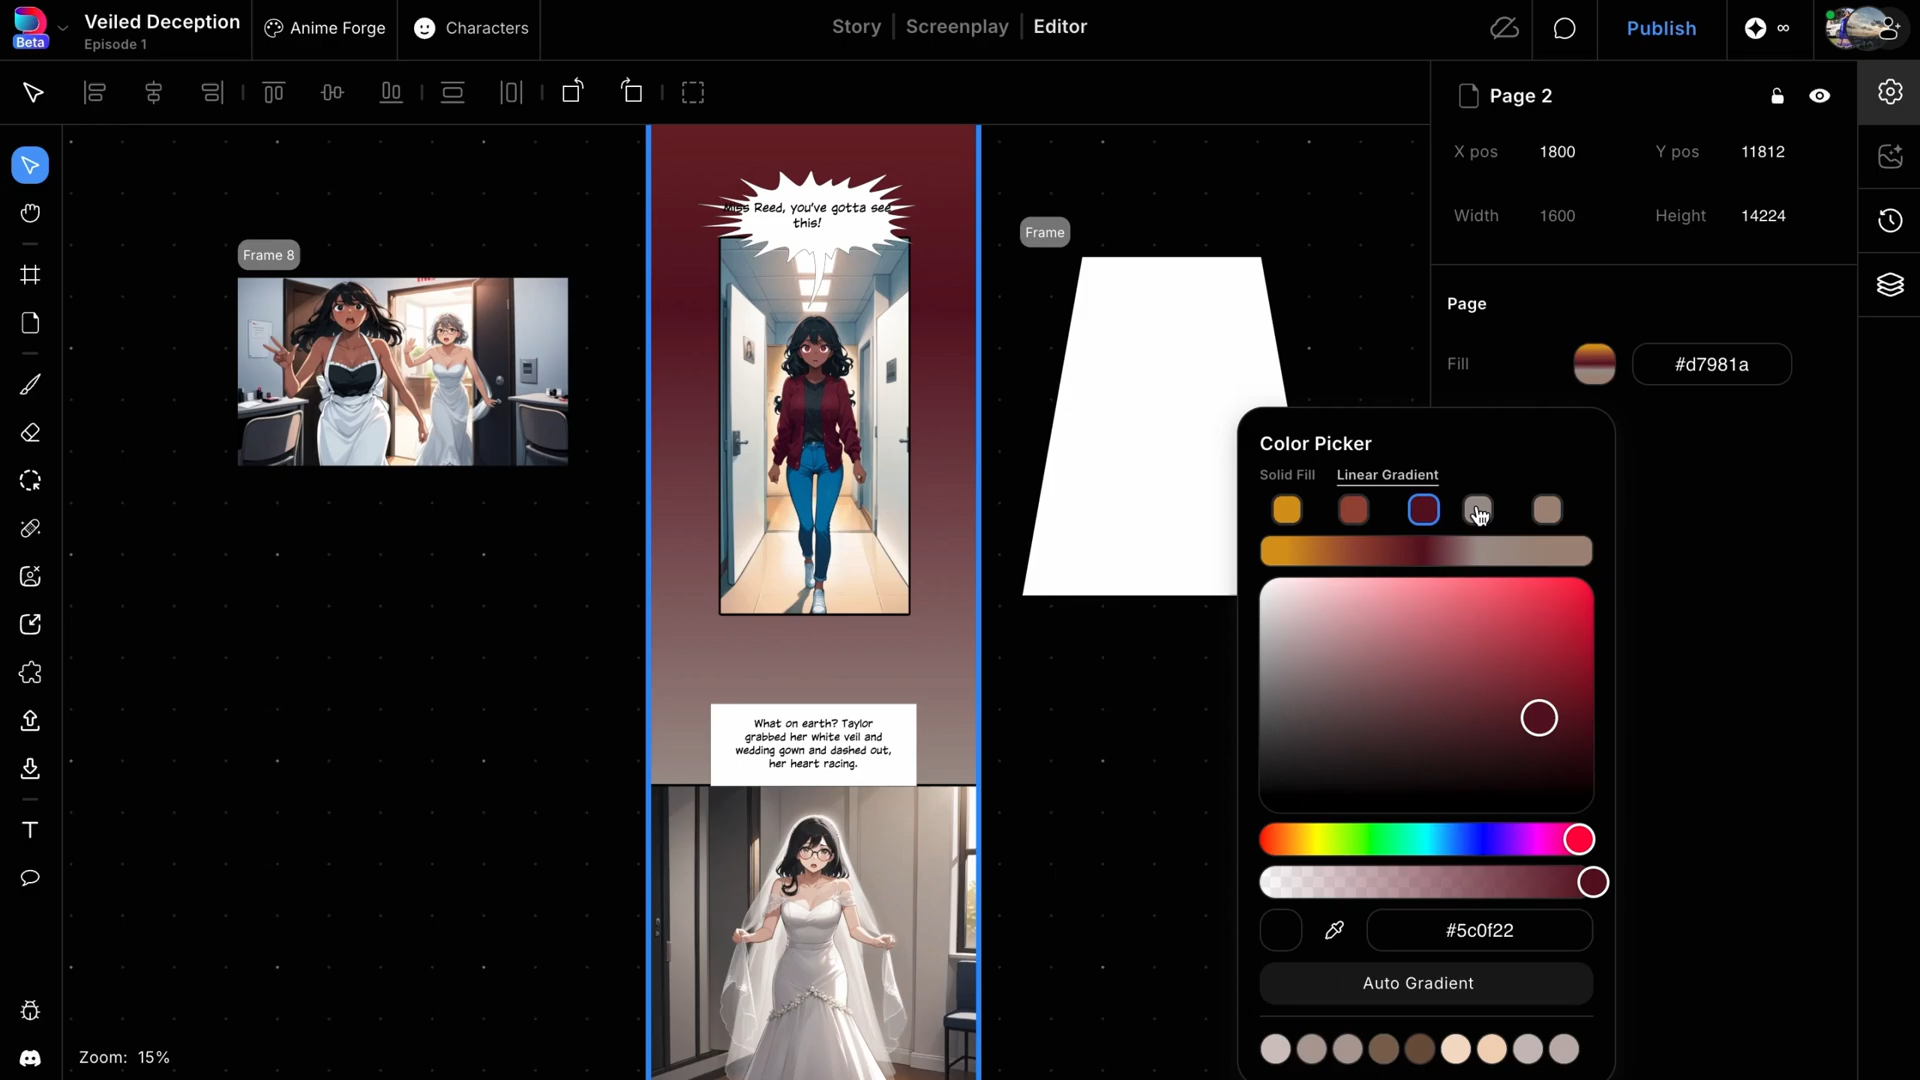 Veiled Deception
Episode 1
Beta
Anime Forge
Characters
Story
Screenplay
Editor
Publish
∞
Page 2
X pos
1800
Y pos
11812
Width
1600
Height
14224
Page
Fill
#d7981a
Frame 8
Frame
Miss Reed, you've gotta see
this!
What on earth? Taylor
grabbed her white veil and
wedding gown and dashed out,
her heart racing.
Color Picker
Solid Fill
Linear Gradient
#5c0f22
Auto Gradient
T
Zoom: 15%